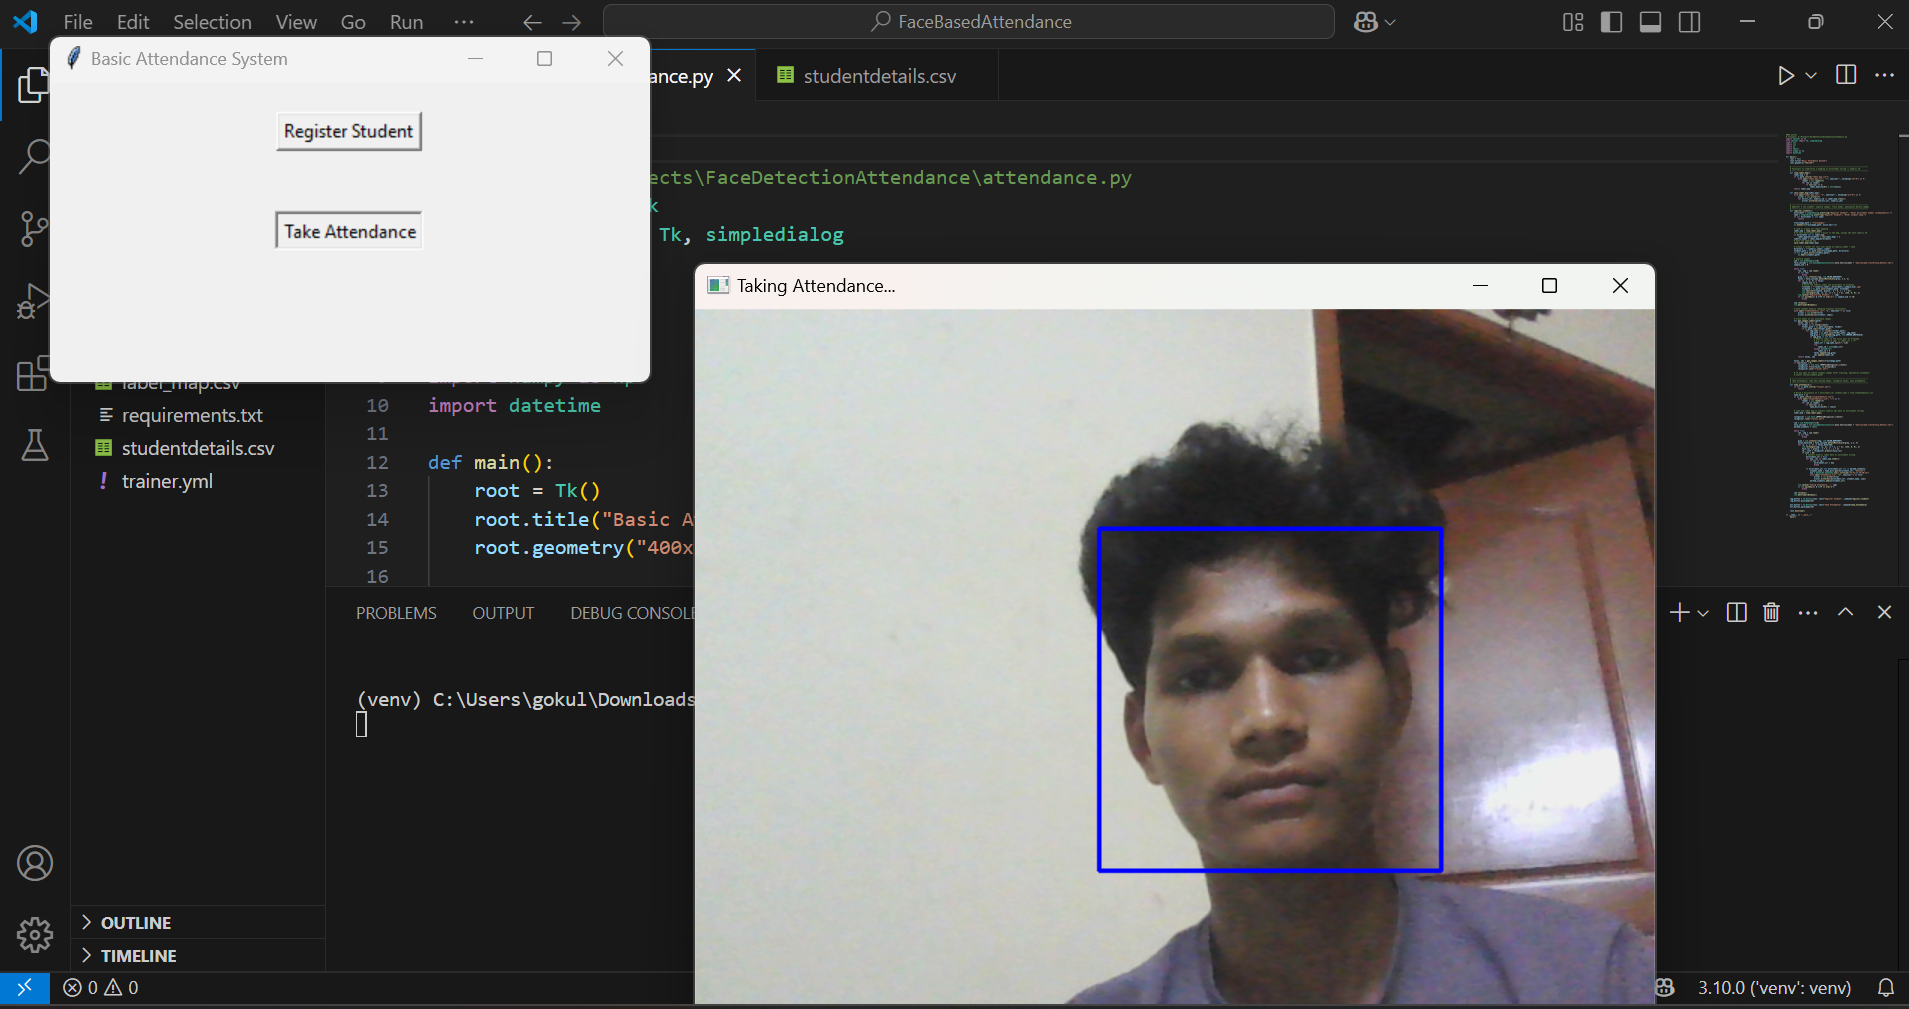 File Edit Selection View Go Run ··· FaceBasedAttendance
Basic Attendance System
Register Student
Take Attendance
ance.py studentdetails.csv
ects\FaceDetectionAttendance\attendance.py
k
Tk, simpledialog
label_map.csv
requirements.txt
studentdetails.csv
! trainer.yml
10 import datetime
11
12 def main():
13 root = Tk()
14 root.title("Basic A
15 root.geometry("400x
16
Taking Attendance...
PROBLEMS OUTPUT DEBUG CONSOLE
(venv) C:\Users\gokul\Downloads
OUTLINE
TIMELINE
0 0 3.10.0 ('venv': venv)